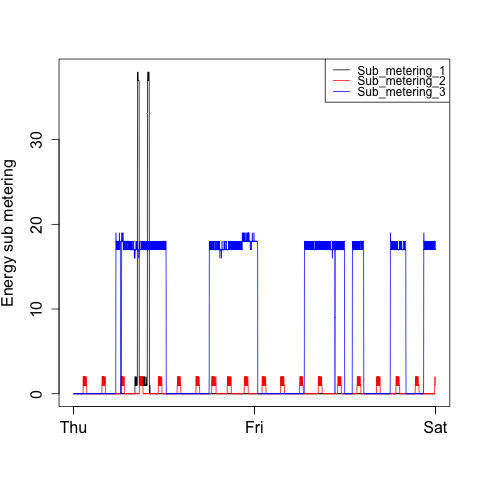 Sub_metering_1
Sub_metering_2
Sub_metering_3
Energy sub metering
30
20
10
0
Thu Fri Sat